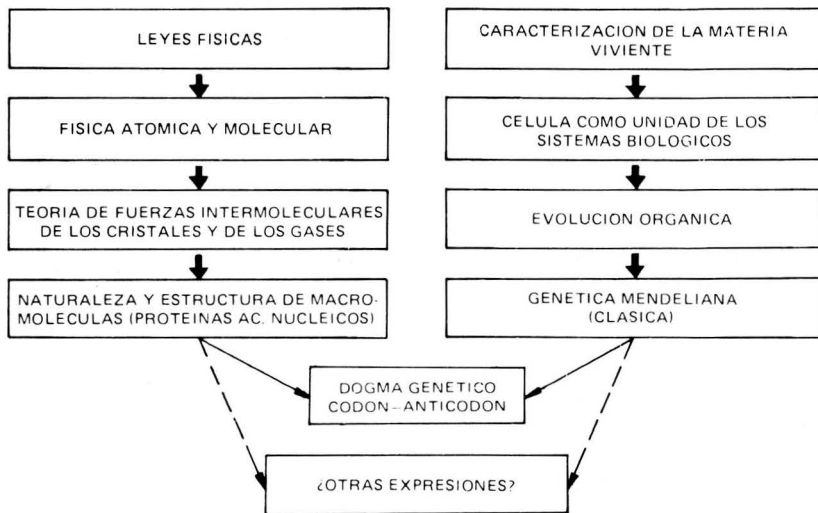 LEYES FISICAS
FISICA ATOMICA Y MOLECULAR
TEORIA DE FUERZAS INTERMOLECULARES
DE LOS CRISTALES Y DE LOS GASES
NATURALEZA Y ESTRUCTURA DE MACRO-
MOLECULAS (PROTEINAS AC. NUCLEICOS)
CARACTERIZACION DE LA MATERIA
VIVIENTE
CELULA COMO UNIDAD DE LOS
SISTEMAS BIOLOGICOS
EVOLUCION ORGANICA
GENETICA MENDELIANA
(CLASICA)
DOGMA GENETICO
CODON-ANTICODON
¿OTRAS EXPRESIONES?